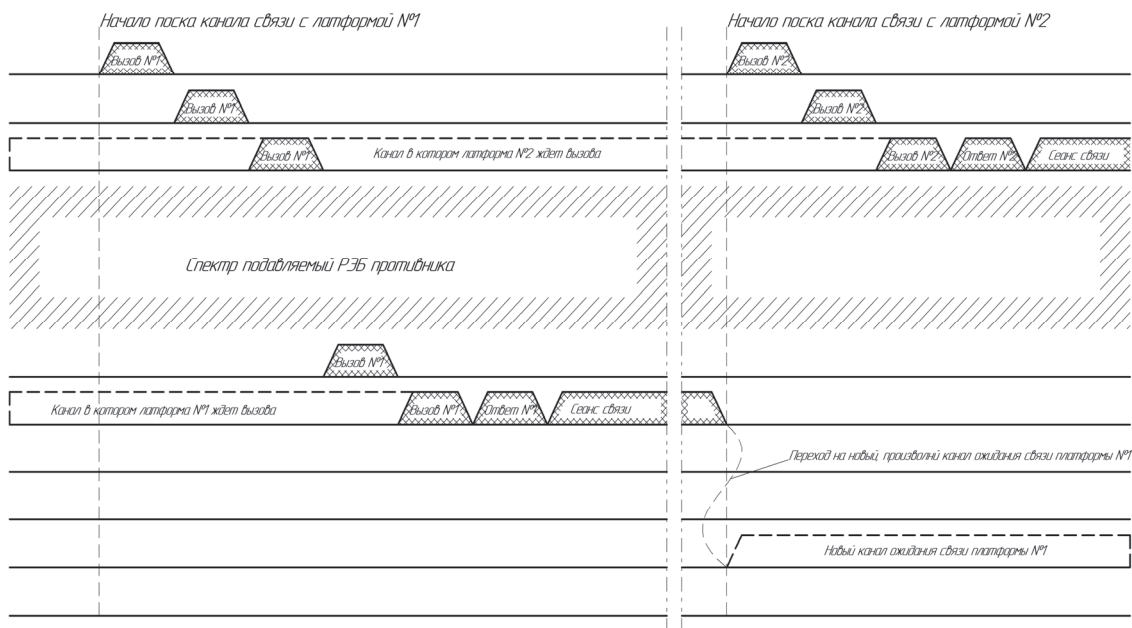 Начало поска канала связи с латформой №1
Начало поска канала связи с латформой №2
Вызов №1
Вызов №2
Вызов №1
Вызов №2
Вызов №1
Канал в котором латформа №2 ждет вызова
Вызов №2
Ответ №2
Сеанс связи
Спектр подавляемый РЭБ противника
Вызов №1
Канал в котором латформа №1 ждет вызова
Вызов №1
Ответ №1
Сеанс связи
Переход на новый, произволнй канал ожидания связи платформы №1
Новый канал ожидания связи платформы №1